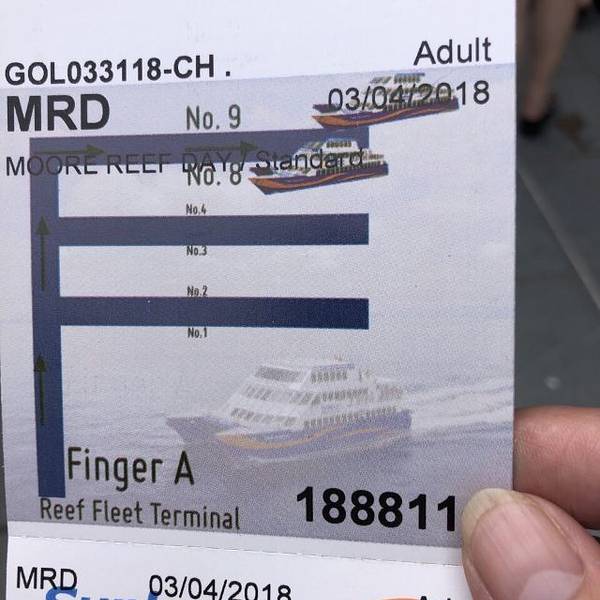 GOL033118-CH .
Adult
MRD
No. 9
03/04/2018
MOORE REEF DAY / Standard
No. 8
No.4
No.3
No.2
No.1
Finger A
Reef Fleet Terminal
188811
MRD
03/04/2018